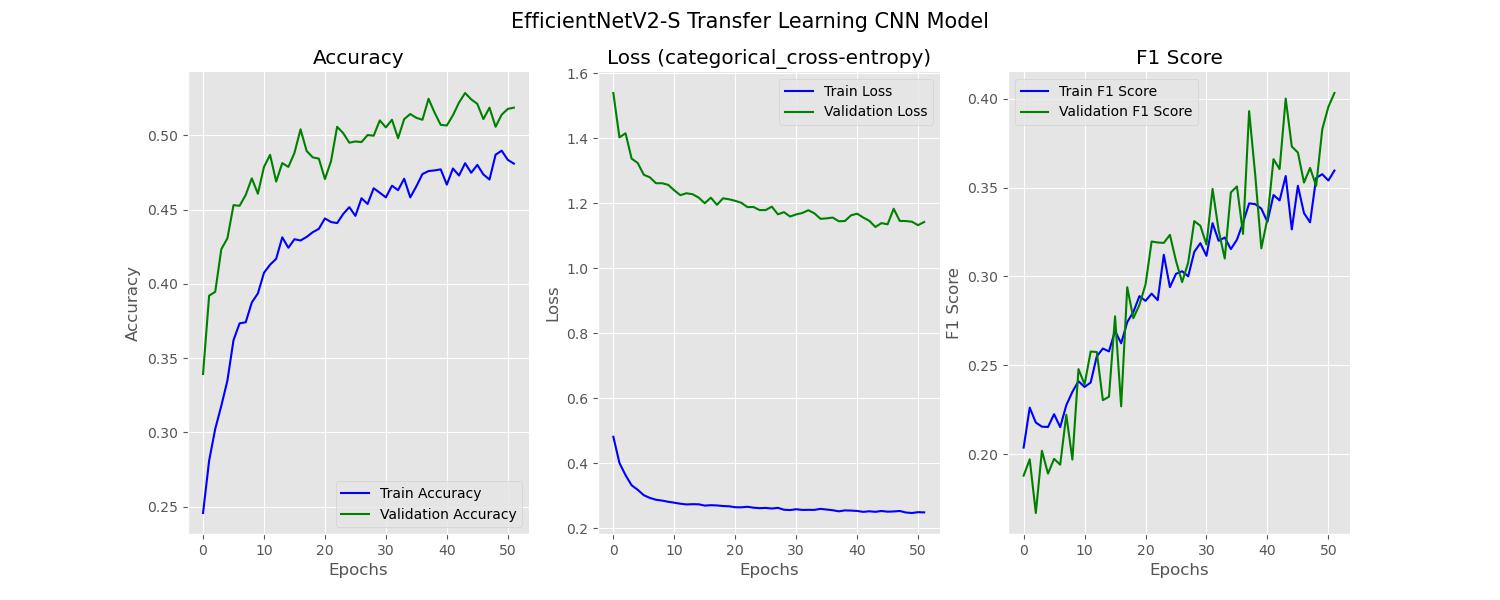 EfficientNetV2-S Transfer Learning CNN Model
Accuracy
0.50
0.45
0.40
0.35
0.30
0.25
Accuracy
0 10 20 30 40 50
Epochs
Train Accuracy
Validation Accuracy
Loss (categorical_cross-entropy)
1.6
1.4
1.2
1.0
0.8
0.6
0.4
0.2
Loss
0 10 20 30 40 50
Epochs
Train Loss
Validation Loss
F1 Score
0.40
0.35
0.30
0.25
0.20
F1 Score
0 10 20 30 40 50
Epochs
Train F1 Score
Validation F1 Score